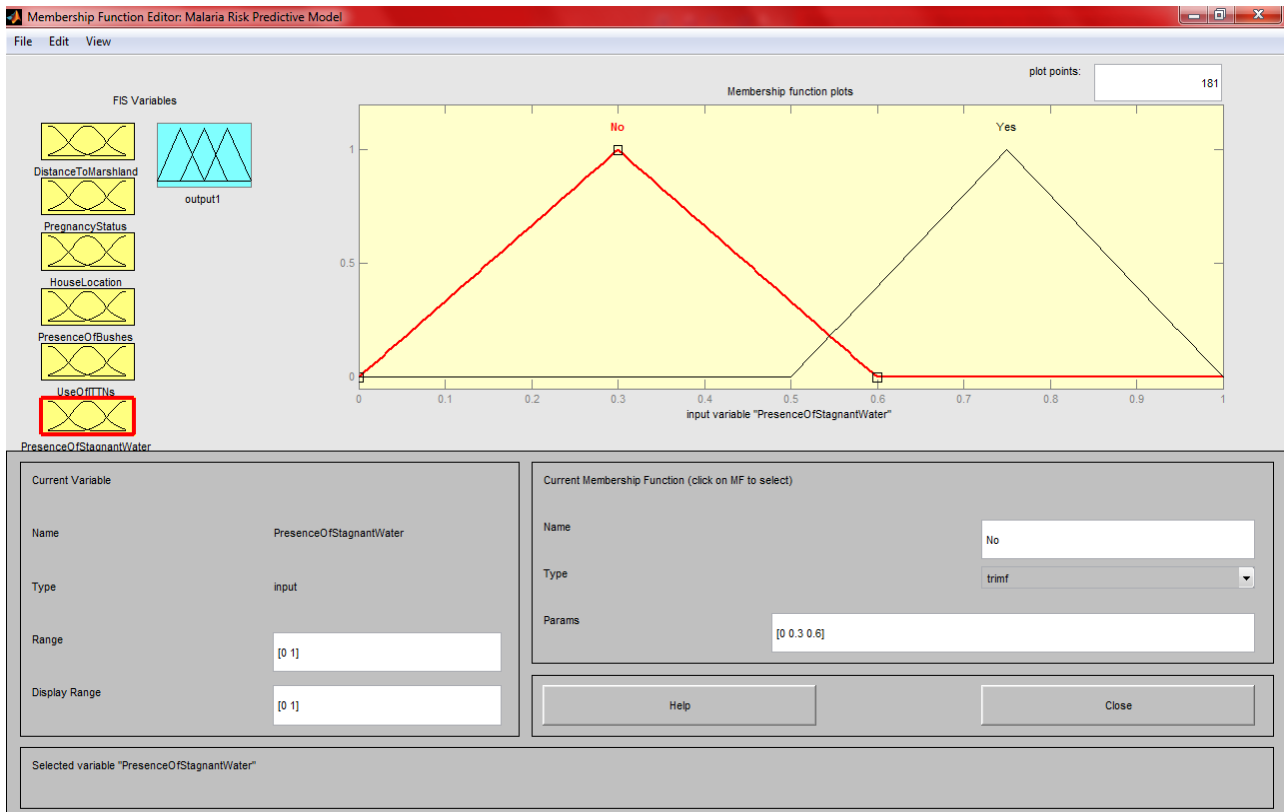 Membership Function Editor: Malaria Risk Predictive Model
File Edit View
plot points:
181
FIS Variables
Membership function plots
DistanceToMarshland
PregnancyStatus
HouseLocation
PresenceOfBushes
UseOfITNs
PresenceOfStagnantWater
output1
No
Yes
1
0.5
0
0 0.1 0.2 0.3 0.4 0.5 0.6 0.7 0.8 0.9 1
input variable "PresenceOfStagnantWater"
Current Variable
Name PresenceOfStagnantWater
Type input
Range [0 1]
Display Range [0 1]
Current Membership Function (click on MF to select)
Name No
Type trimf
Params [0 0.3 0.6]
Help Close
Selected variable "PresenceOfStagnantWater"